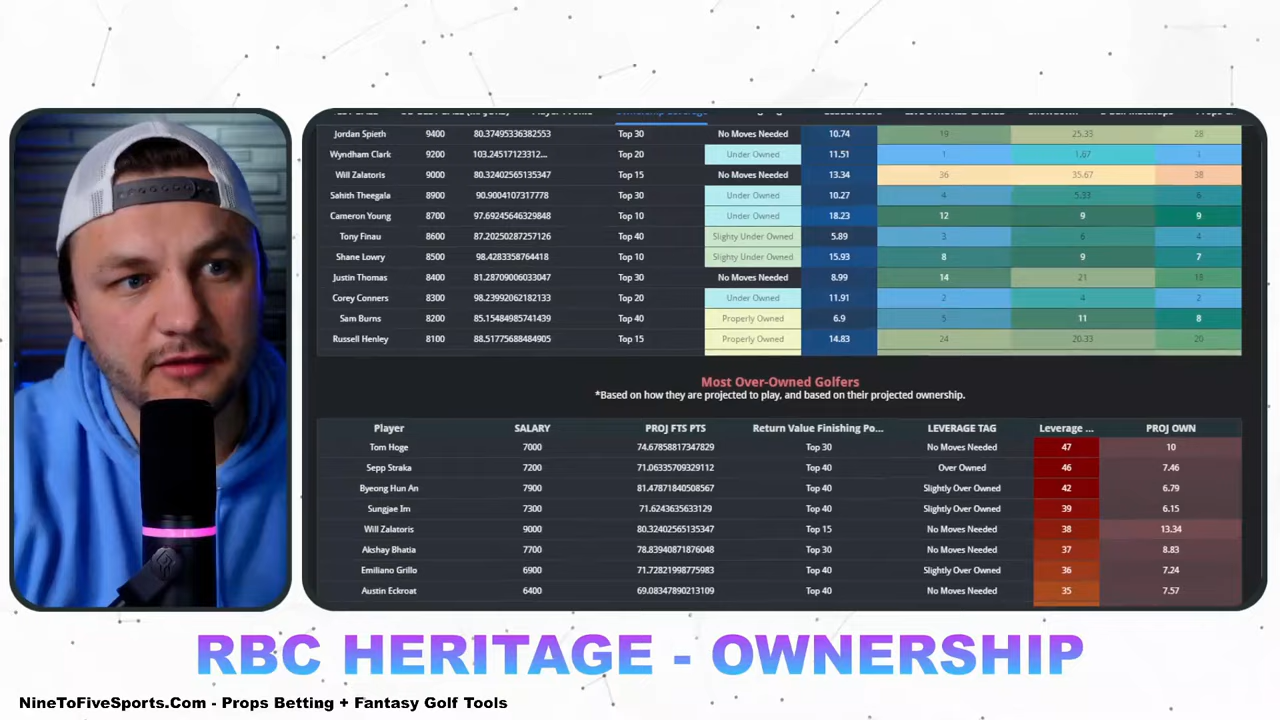 Jordan Spieth 9400 80.37495336382553 Top 30 No Moves Needed 10.74 19 25.33 28
Wyndham Clark 9200 103.24517123312... Top 20 Under Owned 11.51 1 1.67 1
Will Zalatoris 9000 80.32402565135347 Top 15 No Moves Needed 13.34 36 35.67 38
Sahith Theegala 8900 90.9004107317778 Top 30 Under Owned 10.27 4 5.33 6
Cameron Young 8700 97.69245646329848 Top 10 Under Owned 18.23 12 9 9
Tony Finau 8600 87.20250287257126 Top 40 Slighty Under Owned 5.89 3 6 4
Shane Lowry 8500 98.4283358764418 Top 10 Slighty Under Owned 15.93 8 9 7
Justin Thomas 8400 81.28709006033047 Top 30 No Moves Needed 8.99 14 21
Corey Conners 8300 98.23992062182133 Top 20 Under Owned 11.91 2 4 2
Sam Burns 8200 85.15484985741439 Top 40 Properly Owned 6.9 5 11 8
Russell Henley 8100 88.51775688484905 Top 15 Properly Owned 14.83 24 20.33 20
Most Over-Owned Golfers
*Based on how they are projected to play, and based on their projected ownership.
Player SALARY PROJ FTS PTS Return Value Finishing Po... LEVERAGE TAG Leverage ... PROJ OWN
Tom Hoge 7000 74.67858817347829 Top 30 No Moves Needed 47 10
Sepp Straka 7200 71.06335709329112 Top 40 Over Owned 46 7.46
Byeong Hun An 7900 81.47871840508567 Top 40 Slightly Over Owned 42 6.79
Sungjae Im 7300 71.6243635633129 Top 40 Slightly Over Owned 39 6.15
Will Zalatoris 9000 80.32402565135347 Top 15 No Moves Needed 38 13.34
Akshay Bhatia 7700 78.83940871876048 Top 30 No Moves Needed 37 8.83
Emiliano Grillo 6900 71.72821998775983 Top 40 Slightly Over Owned 36 7.24
Austin Eckroat 6400 69.08347890213109 Top 40 No Moves Needed 35 7.57
RBC HERITAGE - OWNERSHIP
NineToFiveSports.Com - Props Betting + Fantasy Golf Tools